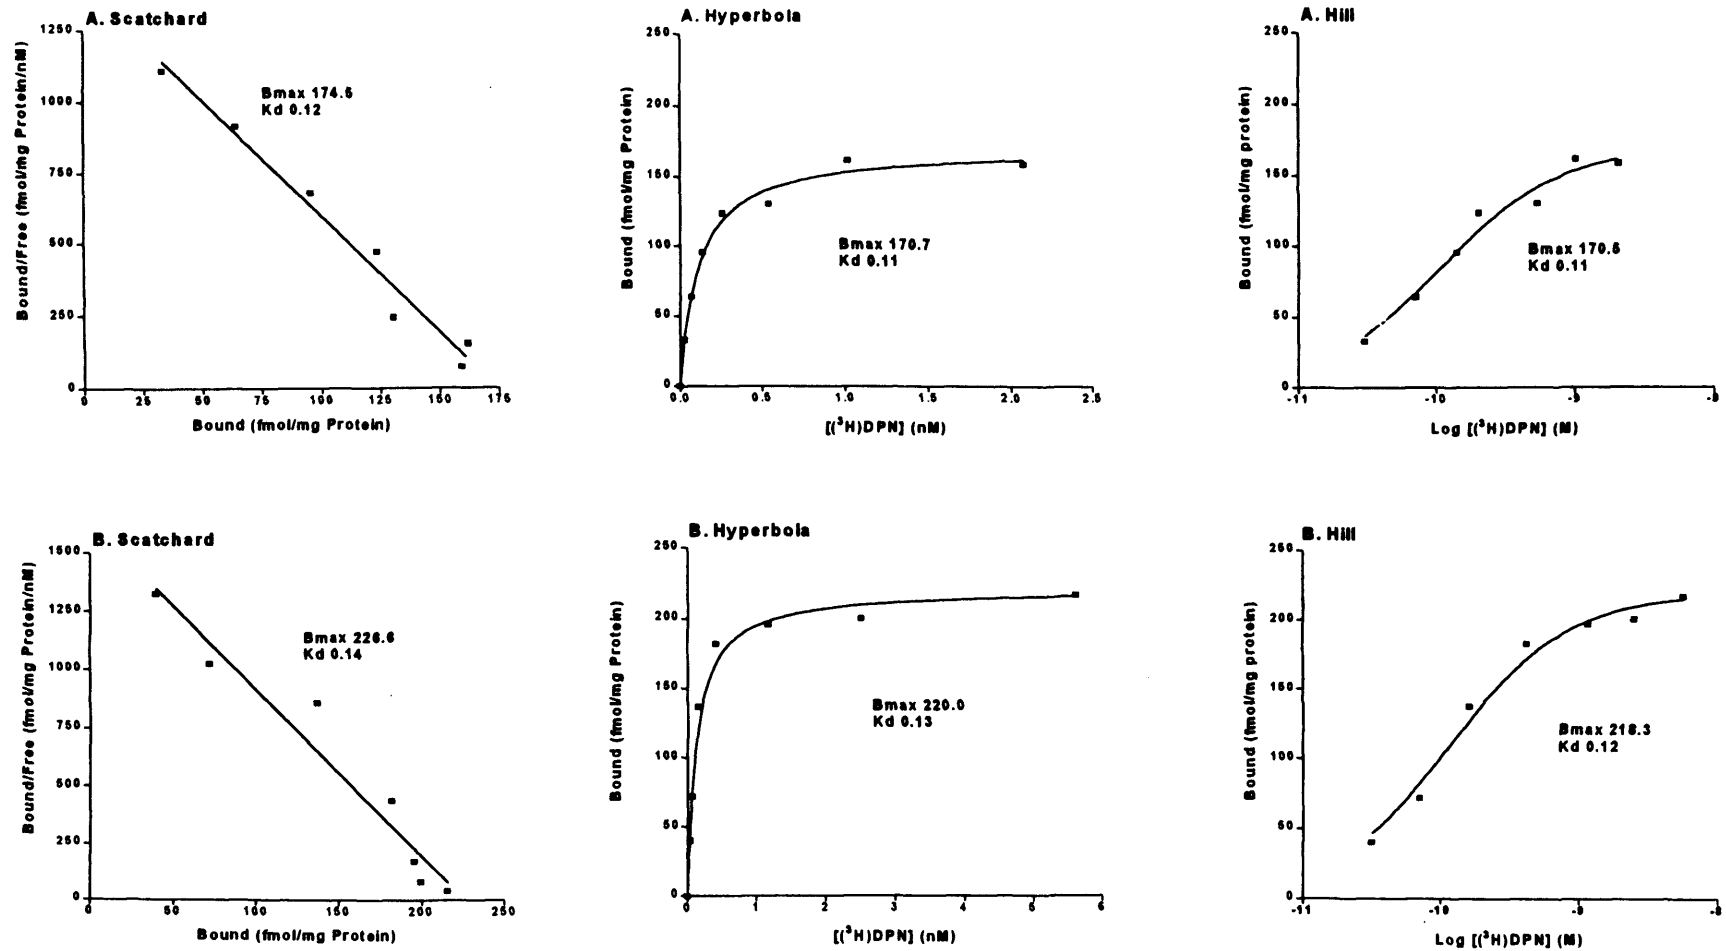 A. Scatchard
1250
1000
750
500
250
0
0 25 50 75 100 125 150 175
Bound/Free (fmol/mg Protein/nM)
Bound (fmol/mg Protein)
Bmax 174.5
Kd 0.12
A. Hyperbola
250
200
150
100
50
0
0.0 0.5 1.0 1.5 2.0 2.5
Bound (fmol/mg Protein)
[(³H)DPN] (nM)
Bmax 170.7
Kd 0.11
A. Hill
250
200
150
100
50
0
-11 -10 -9 -8
Bound (fmol/mg protein)
Log [(³H)DPN] (M)
Bmax 170.5
Kd 0.11
B. Scatchard
1500
1250
1000
750
500
250
0
0 50 100 150 200 250
Bound/Free (fmol/mg Protein/nM)
Bound (fmol/mg Protein)
Bmax 226.6
Kd 0.14
B. Hyperbola
250
200
150
100
50
0
0 1 2 3 4 5 6
Bound (fmol/mg Protein)
[(³H)DPN] (nM)
Bmax 220.0
Kd 0.13
B. Hill
250
200
150
100
50
0
-11 -10 -9 -8
Bound (fmol/mg protein)
Log [(³H)DPN] (M)
Bmax 218.3
Kd 0.12